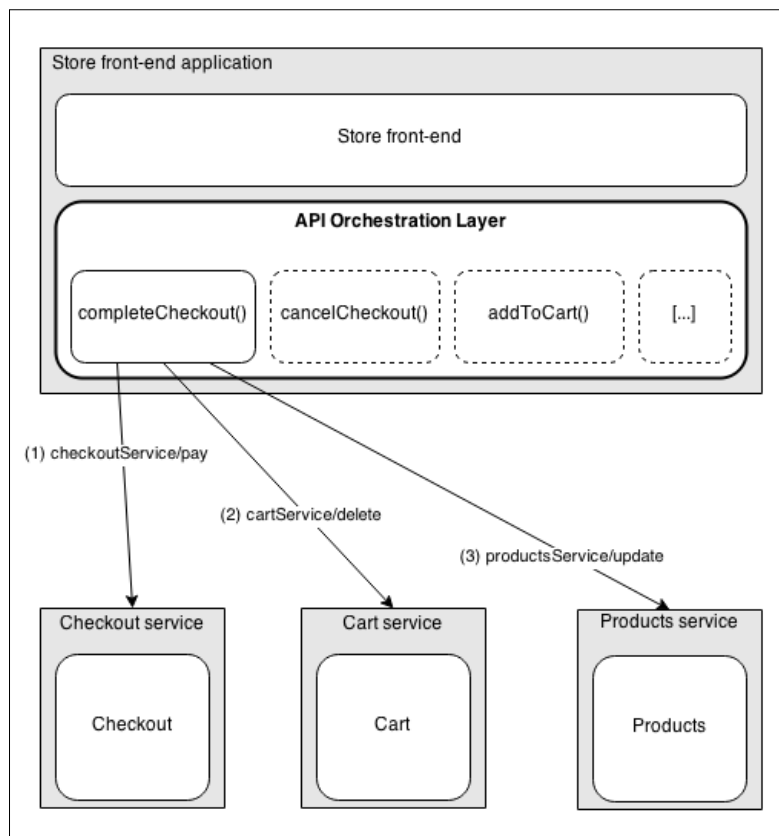 Store front-end application
Store front-end
API Orchestration Layer
completeCheckout()
cancelCheckout()
addToCart()
[...]
(1) checkoutService/pay
(2) cartService/delete
(3) productsService/update
Checkout service
Cart service
Products service
Checkout
Cart
Products